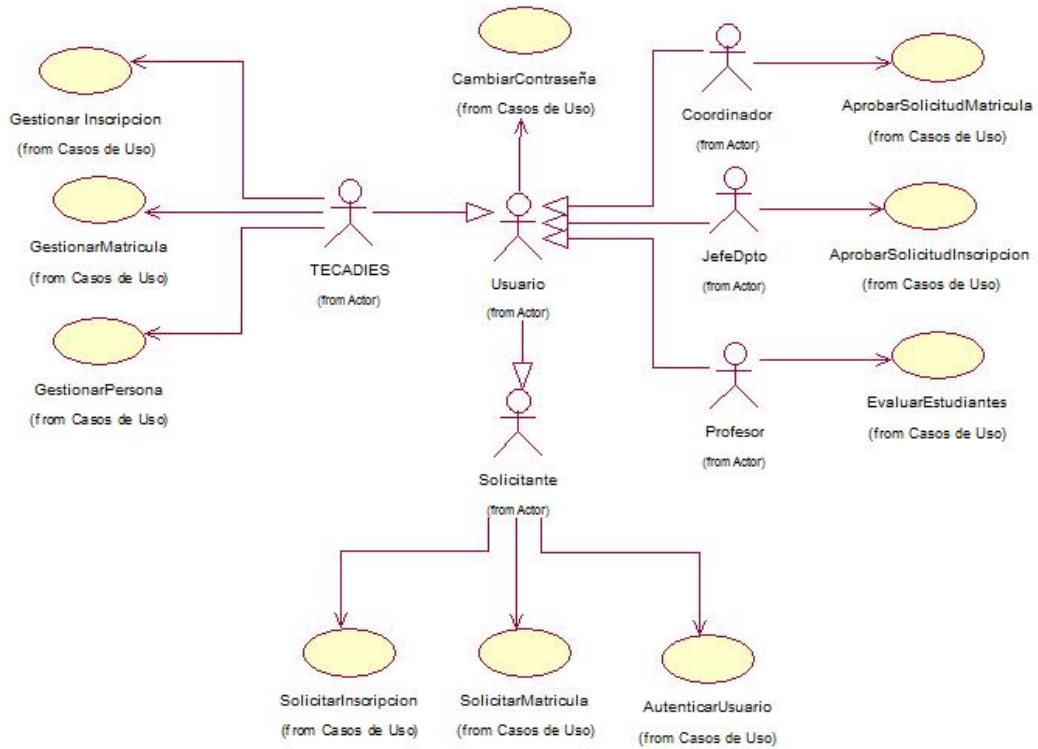 CambiarContraseña
(from Casos de Uso)
Coordinador
(from Actor)
AprobarSolicitudMatricula
(from Casos de Uso)
Gestionar Inscripcion
(from Casos de Uso)
GestionarMatricula
(from Casos de Uso)
TECADIES
(from Actor)
Usuario
(from Actor)
JefeDpto
(from Actor)
AprobarSolicitudInscripcion
(from Casos de Uso)
GestionarPersona
(from Casos de Uso)
Profesor
(from Actor)
EvaluarEstudiantes
(from Casos de Uso)
Solicitante
(from Actor)
SolicitarInscripcion
(from Casos de Uso)
SolicitarMatricula
(from Casos de Uso)
AutenticarUsuario
(from Casos de Uso)